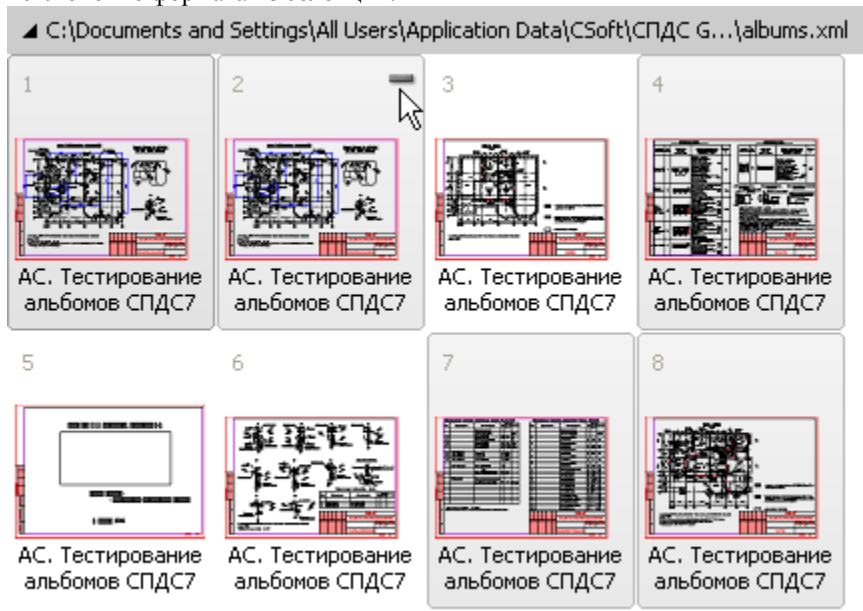 C:\Documents and Settings\All Users\Application Data\CSoft\СПДС G...\albums.xml
1
2
3
4
АС. Тестирование альбомов СПДС7
АС. Тестирование альбомов СПДС7
АС. Тестирование альбомов СПДС7
АС. Тестирование альбомов СПДС7
5
6
7
8
АС. Тестирование альбомов СПДС7
АС. Тестирование альбомов СПДС7
АС. Тестирование альбомов СПДС7
АС. Тестирование альбомов СПДС7